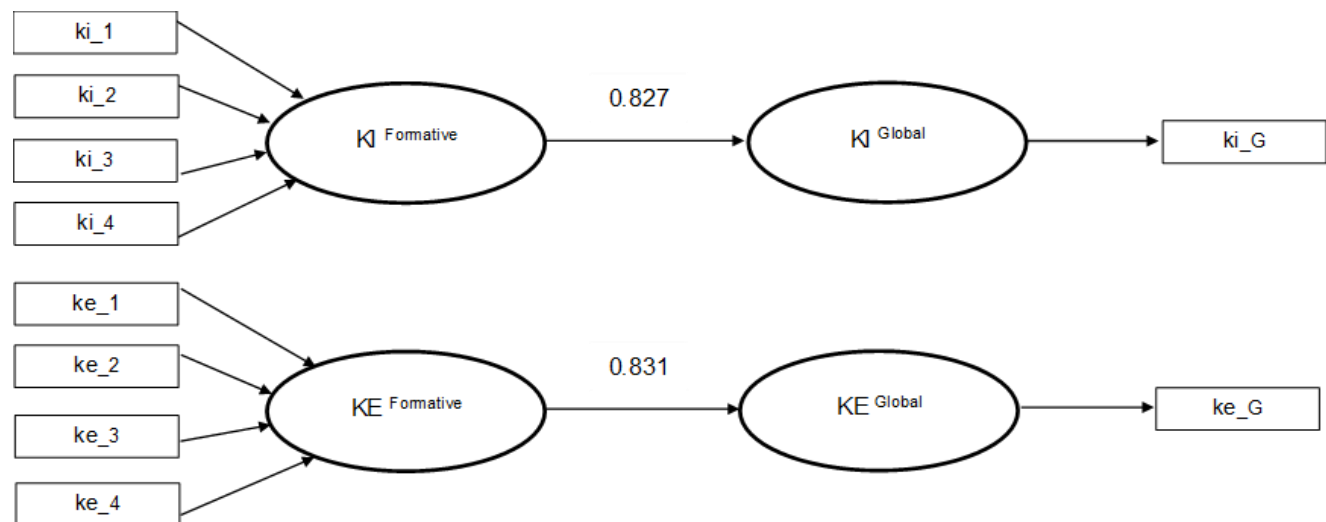 ki_1
ki_2
ki_3
ki_4
KI Formative
0.827
KI Global
ki_G
ke_1
ke_2
ke_3
ke_4
KE Formative
0.831
KE Global
ke_G